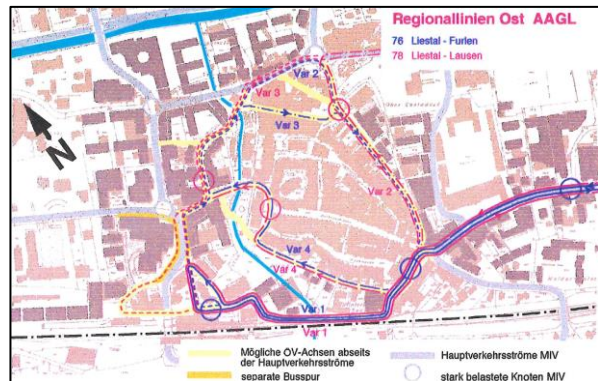 Regionallinien Ost AAGL
76 Liestal - Furlen
78 Liestal - Lausen
Var 2
Var 3
Var 3
Var 2
Var 4
Var 4
Var 1
Var 1
N
Mögliche ÖV-Achsen abseits
der Hauptverkehrsströme
separate Busspur
Hauptverkehrsströme MIV
stark belastete Knoten MIV